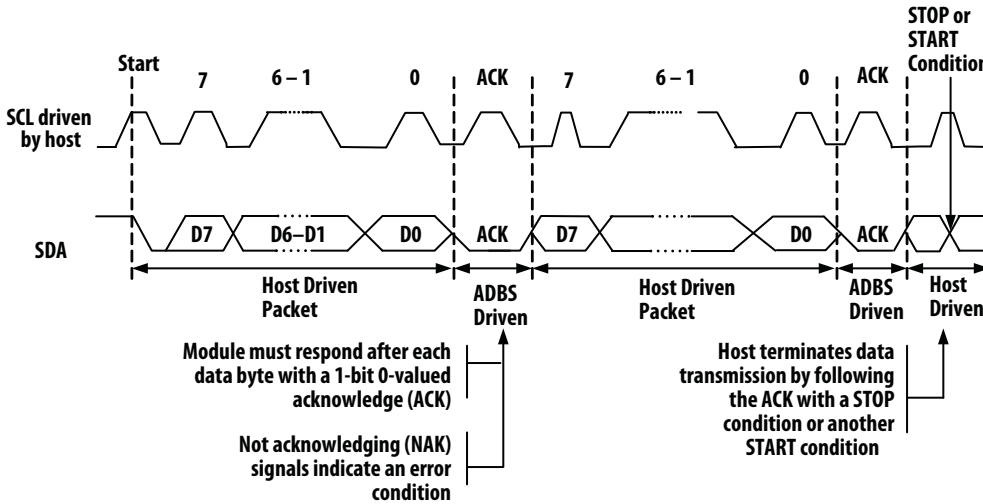 STOP or
START
Condition
Start
7
6 – 1
0
ACK
7
6 – 1
0
ACK
SCL driven
by host
SDA
D7
D6–D1
D0
ACK
D7
D0
ACK
Host Driven
Packet
ADBS
Driven
Host Driven
Packet
ADBS
Driven
Host
Driven
Module must respond after each
data byte with a 1-bit 0-valued
acknowledge (ACK)
Not acknowledging (NAK)
signals indicate an error
condition
Host terminates data
transmission by following
the ACK with a STOP
condition or another
START condition